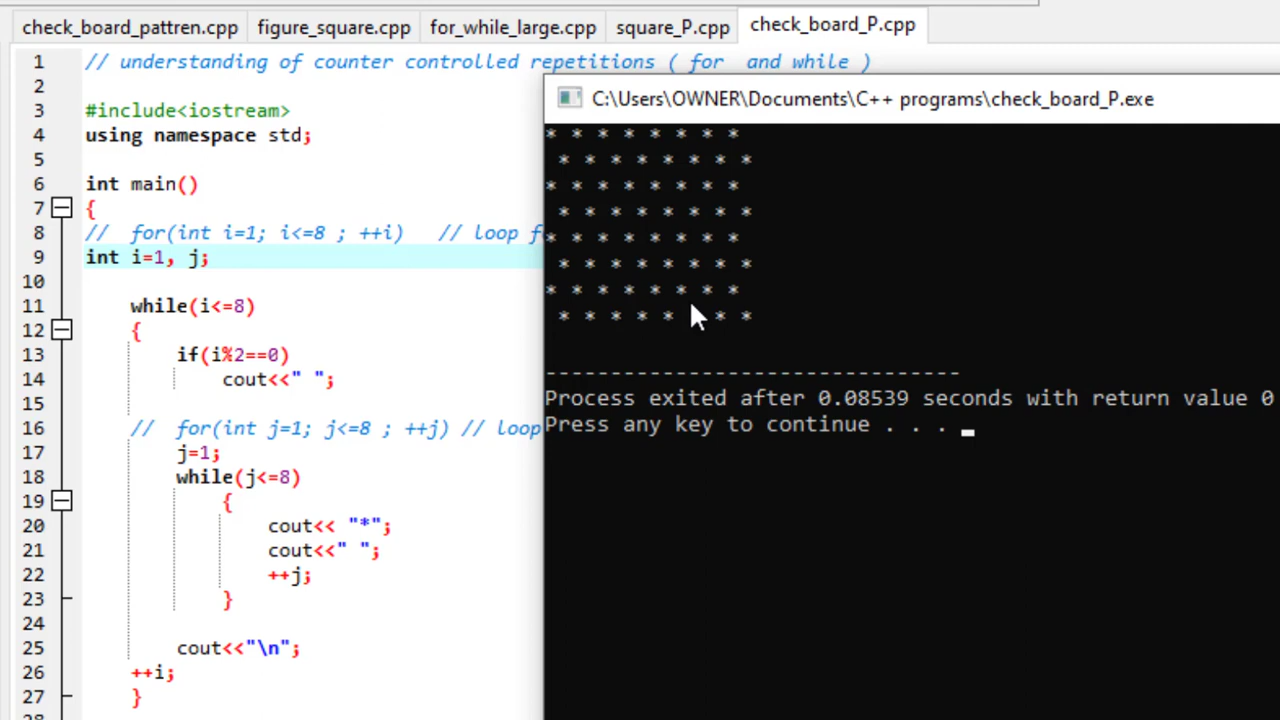 check_board_pattren.cpp figure_square.cpp for_while_large.cpp square_P.cpp check_board_P.cpp
1 // understanding of counter controlled repetitions ( for  and while )
2
3 #include<iostream>
4 using namespace std;
5
6 int main()
7 {
8 //  for(int i=1; i<=8 ; ++i)   // loop f
9 int i=1, j;
10
11 while(i<=8)
12 {
13 if(i%2==0)
14 cout<<" ";
15
16 //  for(int j=1; j<=8 ; ++j) // loop
17 j=1;
18 while(j<=8)
19 {
20 cout<< "*";
21 cout<<" ";
22 ++j;
23 }
24
25 cout<<"\n";
26 ++i;
27 }
28
C:\Users\OWNER\Documents\C++ programs\check_board_P.exe
* * * * * * * *
 * * * * * * * *
* * * * * * * *
 * * * * * * * *
* * * * * * * *
 * * * * * * * *
* * * * * * * *
 * * * * * * * *
--------------------------------
Process exited after 0.08539 seconds with return value 0
Press any key to continue . . .